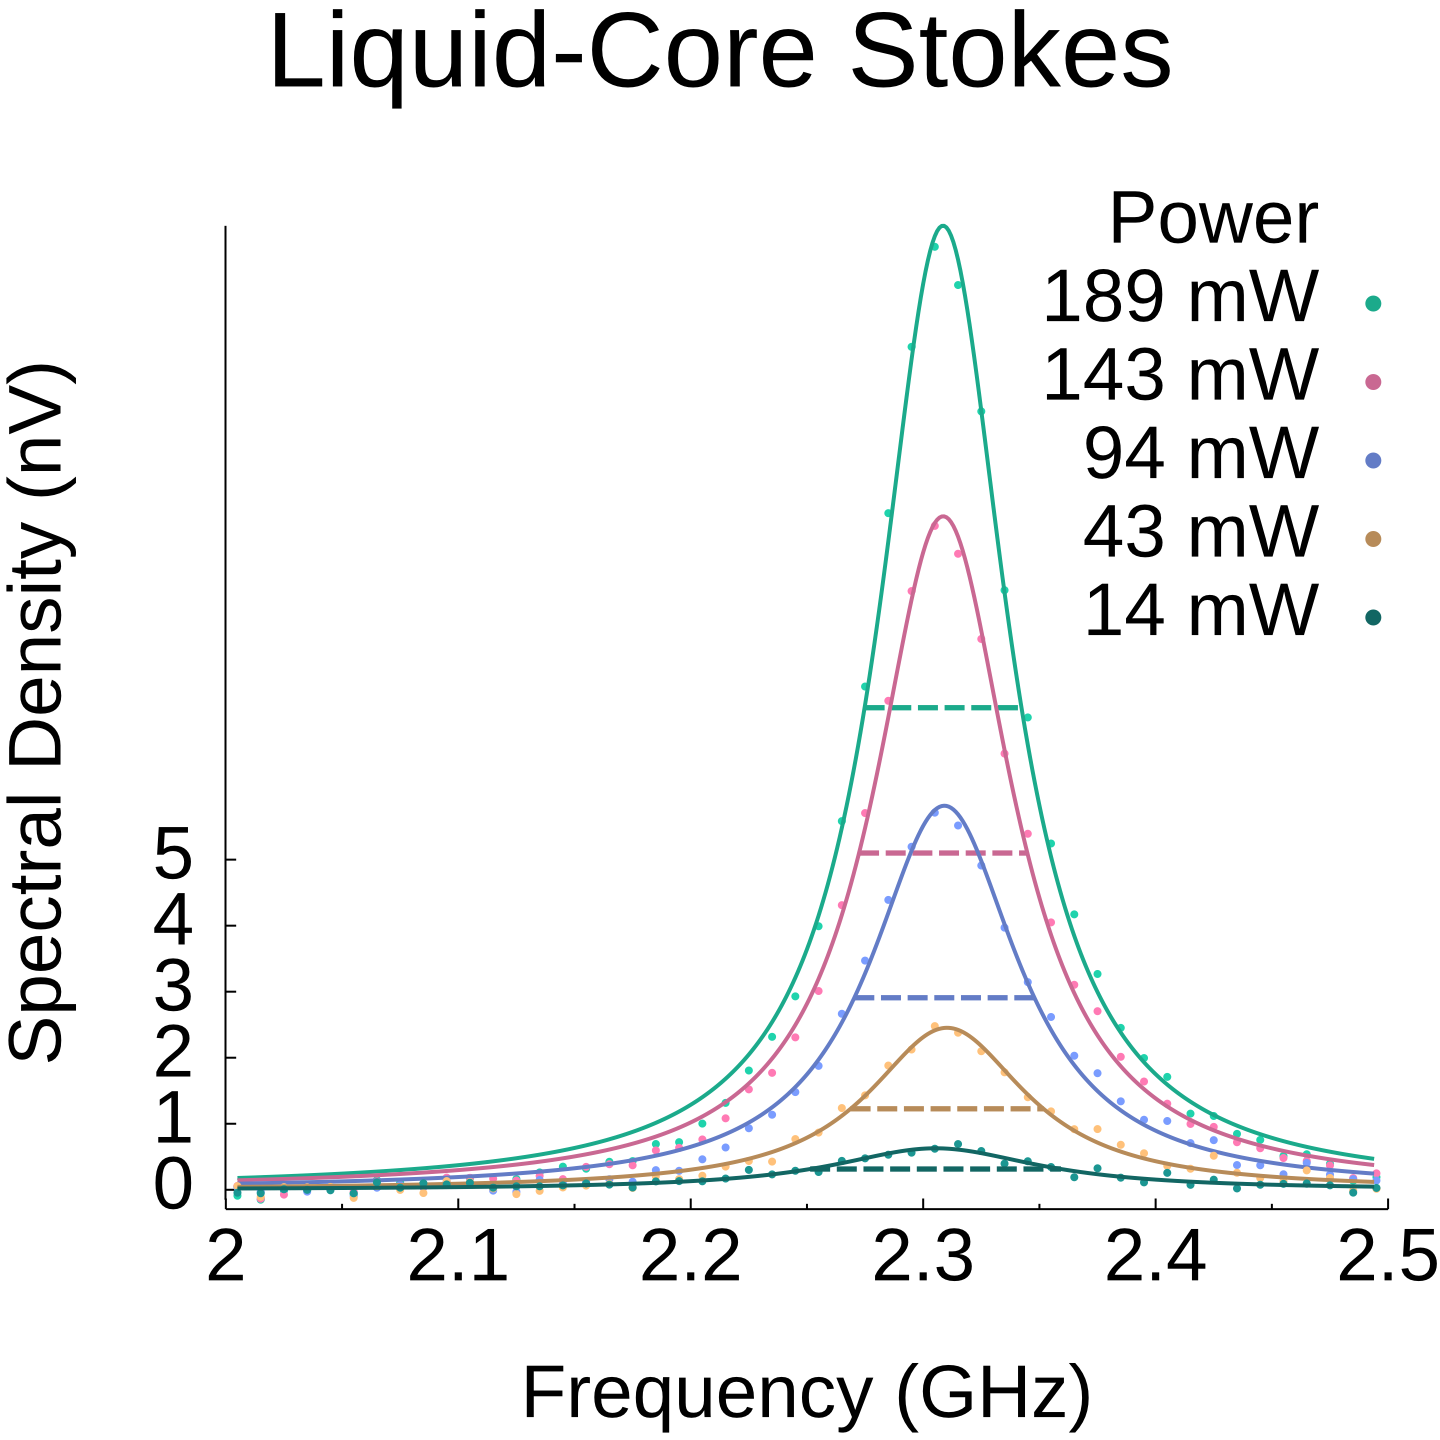 Liquid-Core Stokes
Power
189 mW
143 mW
94 mW
43 mW
14 mW
Spectral Density (nV)
5
4
3
2
1
0
2 2.1 2.2 2.3 2.4 2.5
Frequency (GHz)